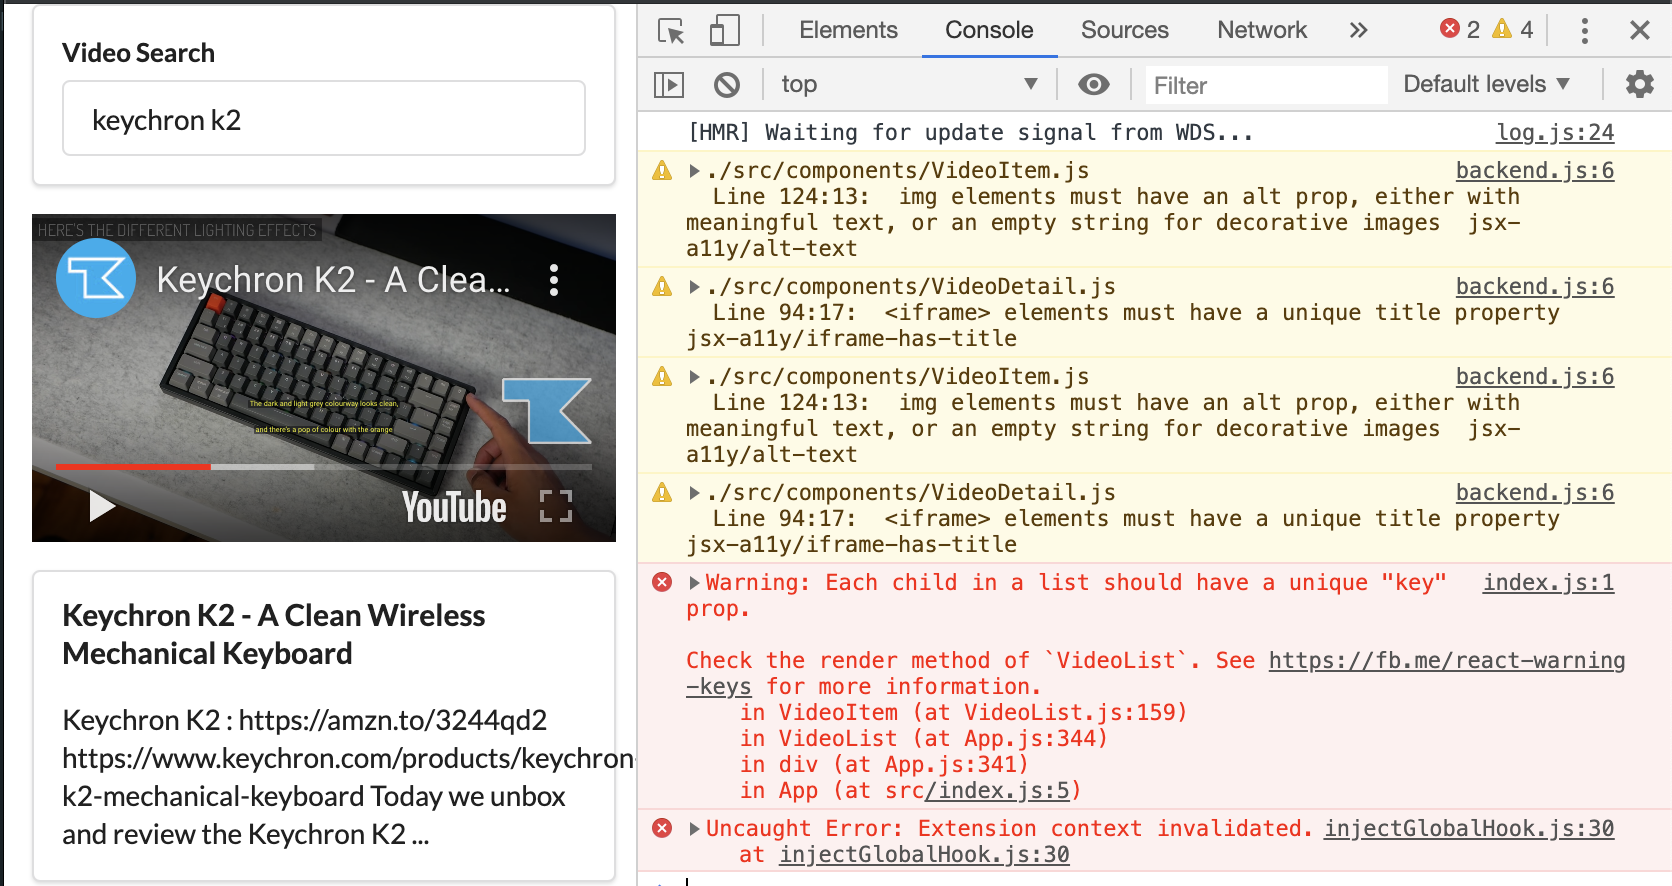 Video Search
keychron k2
HERE'S THE DIFFERENT LIGHTING EFFECTS
Keychron K2 - A Clea...
The dark and light grey colourway looks clean,
and there's a pop of colour with the orange
YouTube
Keychron K2 - A Clean Wireless
Mechanical Keyboard
Keychron K2 : https://amzn.to/3244qd2
https://www.keychron.com/products/keychron-
k2-mechanical-keyboard Today we unbox
and review the Keychron K2 ...
Elements Console Sources Network » 2 4
top Filter Default levels
[HMR] Waiting for update signal from WDS... log.js:24
./src/components/VideoItem.js backend.js:6
Line 124:13: img elements must have an alt prop, either with
meaningful text, or an empty string for decorative images jsx-
a11y/alt-text
./src/components/VideoDetail.js backend.js:6
Line 94:17: <iframe> elements must have a unique title property
jsx-a11y/iframe-has-title
./src/components/VideoItem.js backend.js:6
Line 124:13: img elements must have an alt prop, either with
meaningful text, or an empty string for decorative images jsx-
a11y/alt-text
./src/components/VideoDetail.js backend.js:6
Line 94:17: <iframe> elements must have a unique title property
jsx-a11y/iframe-has-title
Warning: Each child in a list should have a unique "key" index.js:1
prop.
Check the render method of `VideoList`. See https://fb.me/react-warning
-keys for more information.
in VideoItem (at VideoList.js:159)
in VideoList (at App.js:344)
in div (at App.js:341)
in App (at src/index.js:5)
Uncaught Error: Extension context invalidated. injectGlobalHook.js:30
at injectGlobalHook.js:30